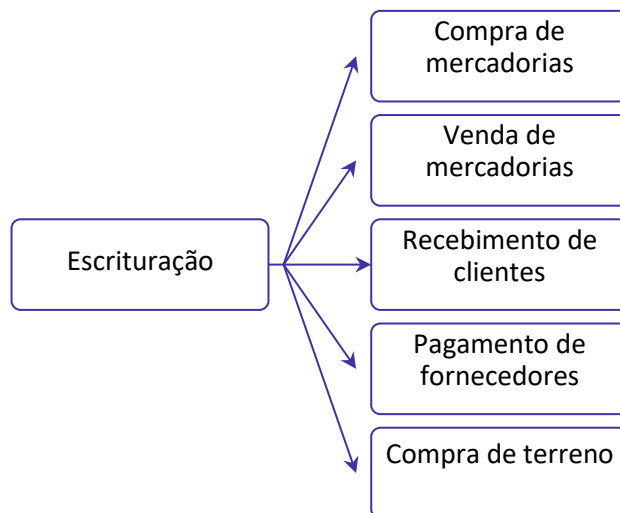 Escrituração
Compra de
mercadorias
Venda de
mercadorias
Recebimento de
clientes
Pagamento de
fornecedores
Compra de terreno